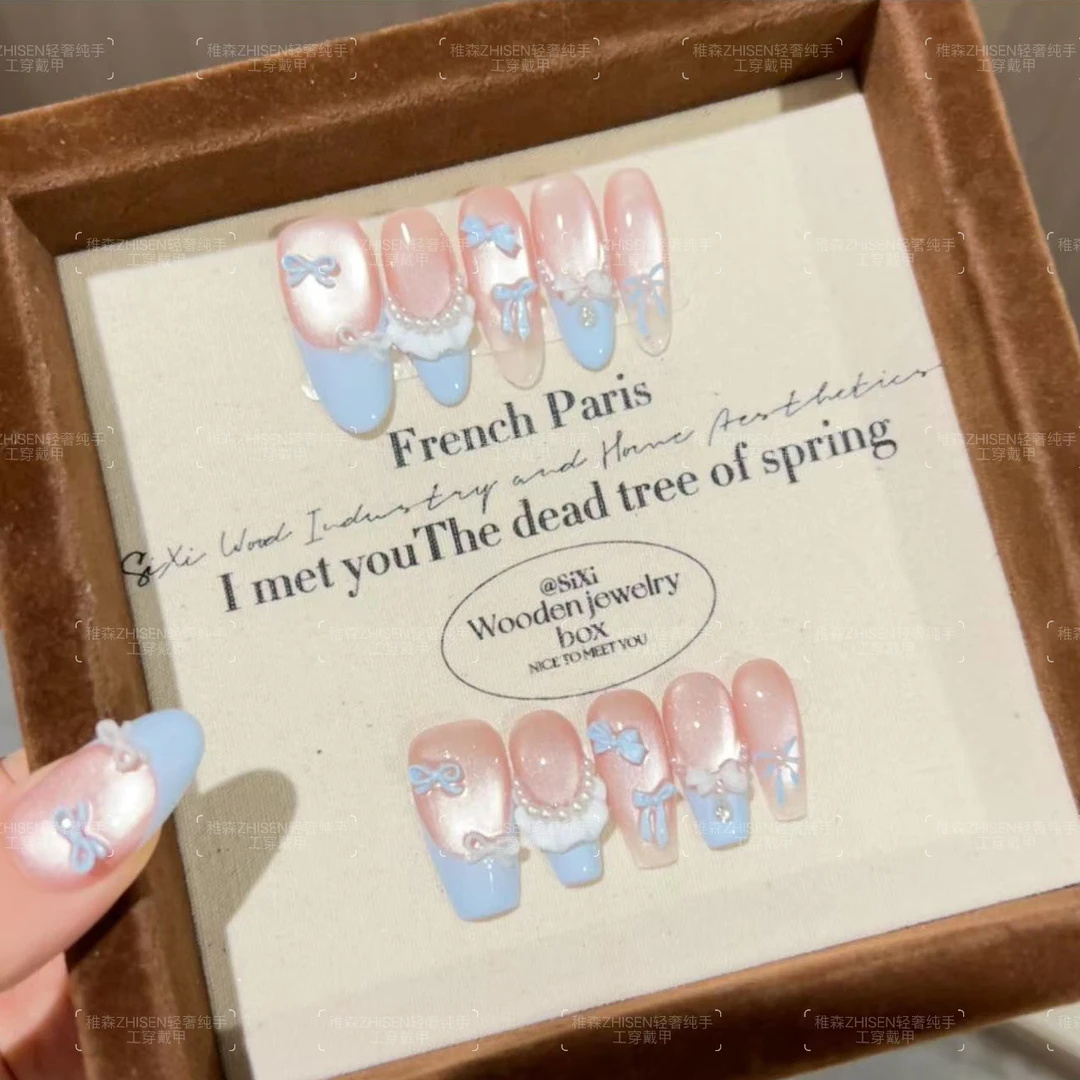 French Paris
SiXi Wood Industry and Home Aesthetics
I met youThe dead tree of spring
@SiXi
Wooden jewelry
box
NICE TO MEET YOU
稚森ZHISEN轻奢纯手
工穿戴甲